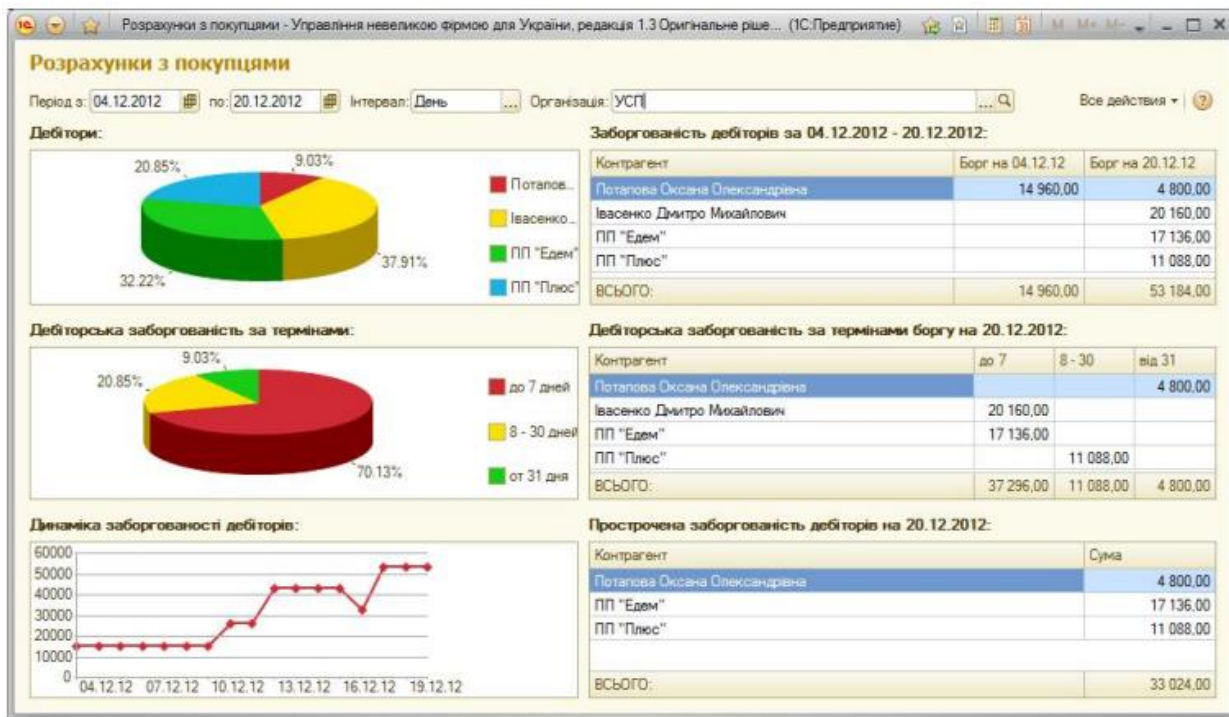 Розрахунки з покупцями - Управління невеликою фірмою для України, редакція 1.3 Оригінальне ріше... (1С:Предприятие)
M M+ M-
Розрахунки з покупцями
Період з: 04.12.2012 по: 20.12.2012 Інтервал: День ... Організація: УСП ... Все действия
Дебітори:
20.85% 9.03%
37.91%
32.22%
Потапов...
Івасенко...
ПП "Едем"
ПП "Плюс"
Заборгованість дебіторів за 04.12.2012 - 20.12.2012:
Контрагент Борг на 04.12.12 Борг на 20.12.12
Потапова Оксана Олександрівна 14 960,00 4 800,00
Івасенко Дмитро Михайлович 20 160,00
ПП "Едем" 17 136,00
ПП "Плюс" 11 088,00
ВСЬОГО: 14 960,00 53 184,00
Дебіторська заборгованість за термінами:
9.03%
20.85%
70.13%
до 7 дней
8 - 30 дней
от 31 дня
Дебіторська заборгованість за термінами боргу на 20.12.2012:
Контрагент до 7 8 - 30 від 31
Потапова Оксана Олександрівна 4 800,00
Івасенко Дмитро Михайлович 20 160,00
ПП "Едем" 17 136,00
ПП "Плюс" 11 088,00
ВСЬОГО: 37 296,00 11 088,00 4 800,00
Динаміка заборгованості дебіторів:
60000
50000
40000
30000
20000
10000
0
04.12.12 07.12.12 10.12.12 13.12.12 16.12.12 19.12.12
Прострочена заборгованість дебіторів на 20.12.2012:
Контрагент Сума
Потапова Оксана Олександрівна 4 800,00
ПП "Едем" 17 136,00
ПП "Плюс" 11 088,00
ВСЬОГО: 33 024,00